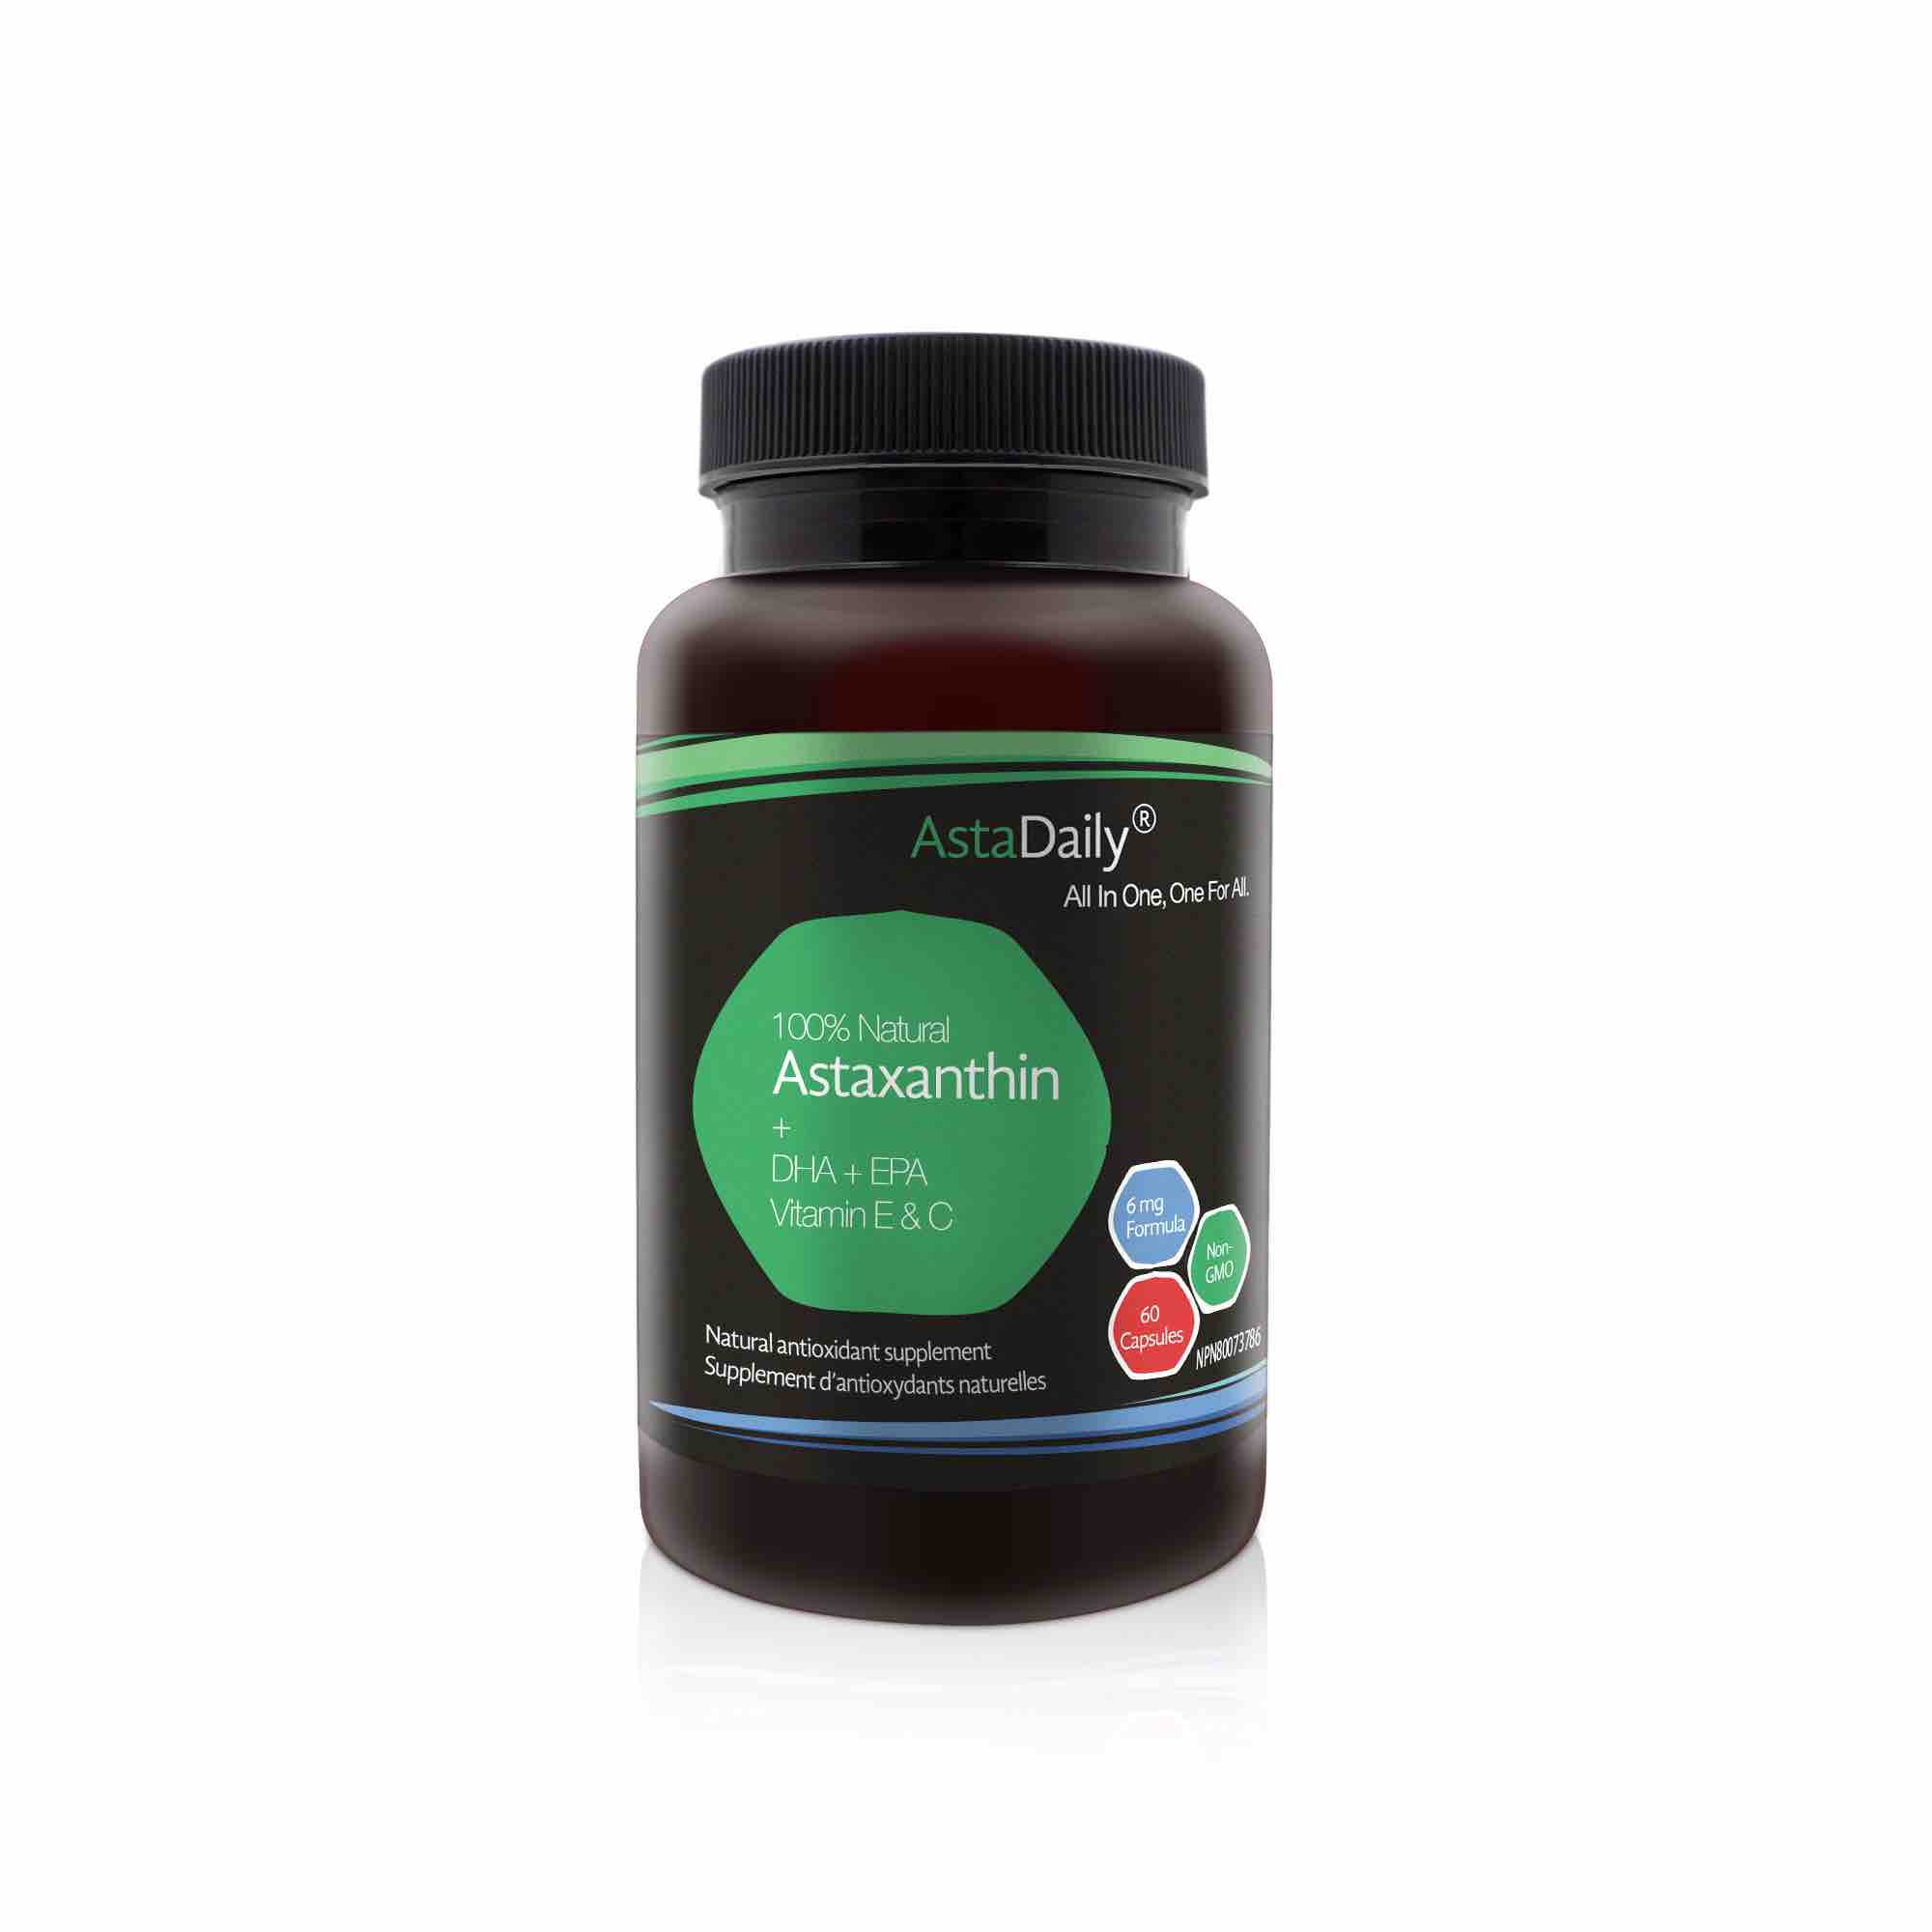 AstaDaily®
All In One, One For All.
100% Natural
Astaxanthin
+
DHA + EPA
Vitamin E & C
6 mg
Formula
Non-
GMO
60
Capsules
NPN80073786
Natural antioxidant supplement
Supplement d'antioxydants naturelles